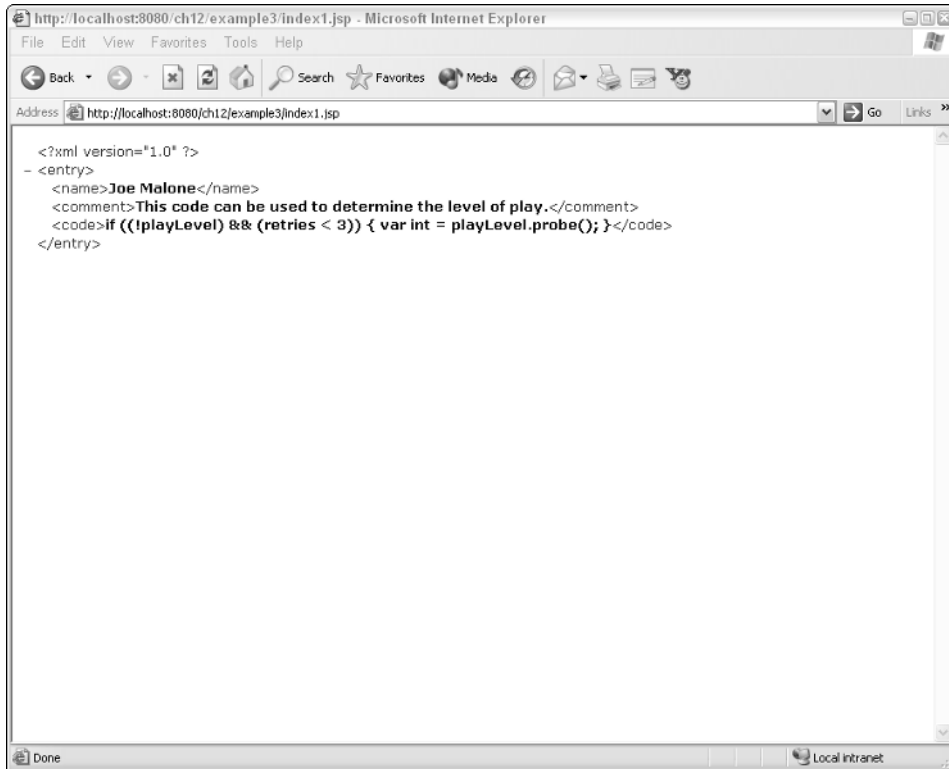 http://localhost:8080/ch12/example3/index1.jsp - Microsoft Internet Explorer
File Edit View Favorites Tools Help
Back Search Favorites Media
Address http://localhost:8080/ch12/example3/index1.jsp Go Links »
<?xml version="1.0" ?>
– <entry>
<name>Joe Malone</name>
<comment>This code can be used to determine the level of play.</comment>
<code>if ((!playLevel) && (retries < 3)) { var int = playLevel.probe(); }</code>
</entry>
Done Local intranet